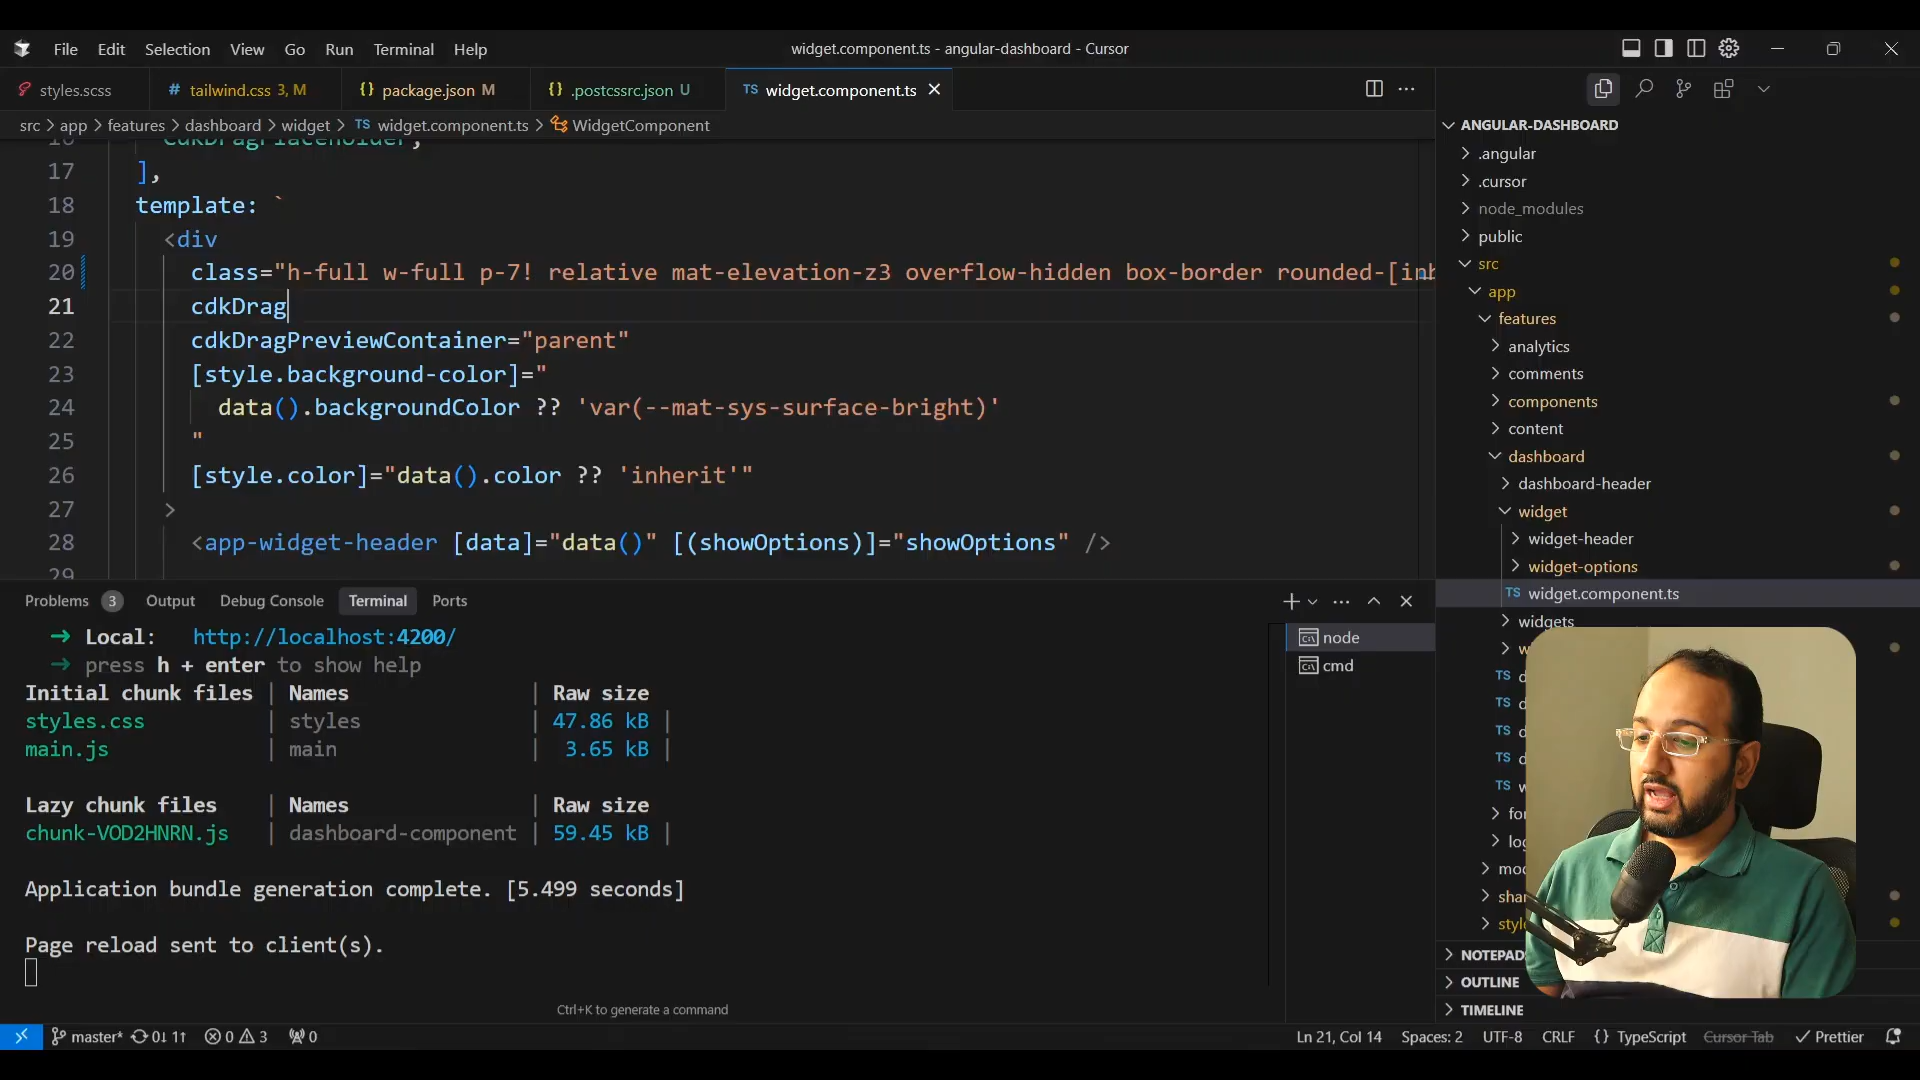 File Edit Selection View Go Run Terminal Help
widget.component.ts - angular-dashboard - Cursor
styles.scss
# tailwind.css 3, M
{} package.json M
{} .postcssrc.json U
TS widget.component.ts
src > app > features > dashboard > widget > TS widget.component.ts > WidgetComponent
CdkDragPlaceholder,
17 ],
18 template: `
19 <div
20 class="h-full w-full p-7! relative mat-elevation-z3 overflow-hidden box-border rounded-[inh
21 cdkDrag
22 cdkDragPreviewContainer="parent"
23 [style.background-color]="
24 data().backgroundColor ?? 'var(--mat-sys-surface-bright)'
25 "
26 [style.color]="data().color ?? 'inherit'"
27 >
28 <app-widget-header [data]="data()" [(showOptions)]="showOptions" />
29
Problems 3 Output Debug Console Terminal Ports
➜ Local: http://localhost:4200/
➜ press h + enter to show help
Initial chunk files | Names | Raw size
styles.css | styles | 47.86 kB |
main.js | main | 3.65 kB |
Lazy chunk files | Names | Raw size
chunk-VOD2HNRN.js | dashboard-component | 59.45 kB |
Application bundle generation complete. [5.499 seconds]
Page reload sent to client(s).
Ctrl+K to generate a command
node
cmd
ANGULAR-DASHBOARD
.angular
.cursor
node_modules
public
src
app
features
analytics
comments
components
content
dashboard
dashboard-header
widget
widget-header
widget-options
TS widget.component.ts
widgets
TS
TS
TS
TS
TS
NOTEPAD
OUTLINE
TIMELINE
master* 0↓ 1↑ 0 3 0
Ln 21, Col 14 Spaces: 2 UTF-8 CRLF {} TypeScript Cursor Tab Prettier